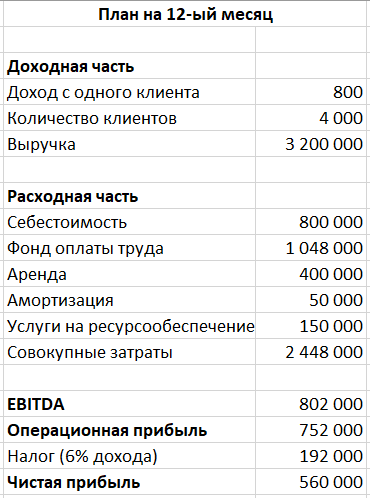 План на 12-ый месяц
Доходная часть
Доход с одного клиента 800
Количество клиентов 4 000
Выручка 3 200 000
Расходная часть
Себестоимость 800 000
Фонд оплаты труда 1 048 000
Аренда 400 000
Амортизация 50 000
Услуги на ресурсообеспечение 150 000
Совокупные затраты 2 448 000
EBITDA 802 000
Операционная прибыль 752 000
Налог (6% дохода) 192 000
Чистая прибыль 560 000